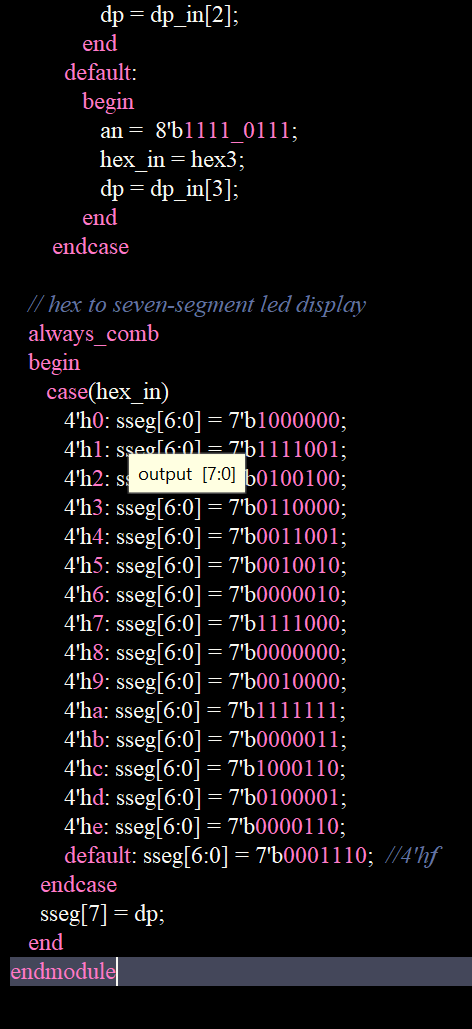 dp = dp_in[2];
end
default:
begin
an =  8'b1111_0111;
hex_in = hex3;
dp = dp_in[3];
end
endcase
// hex to seven-segment led display
always_comb
begin
case(hex_in)
4'h0: sseg[6:0] = 7'b1000000;
4'h1: sseg[6:0] = 7'b1111001;
output  [7:0]
4'h2: 'b0100100;
4'h3: sseg[6:0] = 7'b0110000;
4'h4: sseg[6:0] = 7'b0011001;
4'h5: sseg[6:0] = 7'b0010010;
4'h6: sseg[6:0] = 7'b0000010;
4'h7: sseg[6:0] = 7'b1111000;
4'h8: sseg[6:0] = 7'b0000000;
4'h9: sseg[6:0] = 7'b0010000;
4'ha: sseg[6:0] = 7'b1111111;
4'hb: sseg[6:0] = 7'b0000011;
4'hc: sseg[6:0] = 7'b1000110;
4'hd: sseg[6:0] = 7'b0100001;
4'he: sseg[6:0] = 7'b0000110;
default: sseg[6:0] = 7'b0001110;  //4'hf
endcase
sseg[7] = dp;
end
endmodule